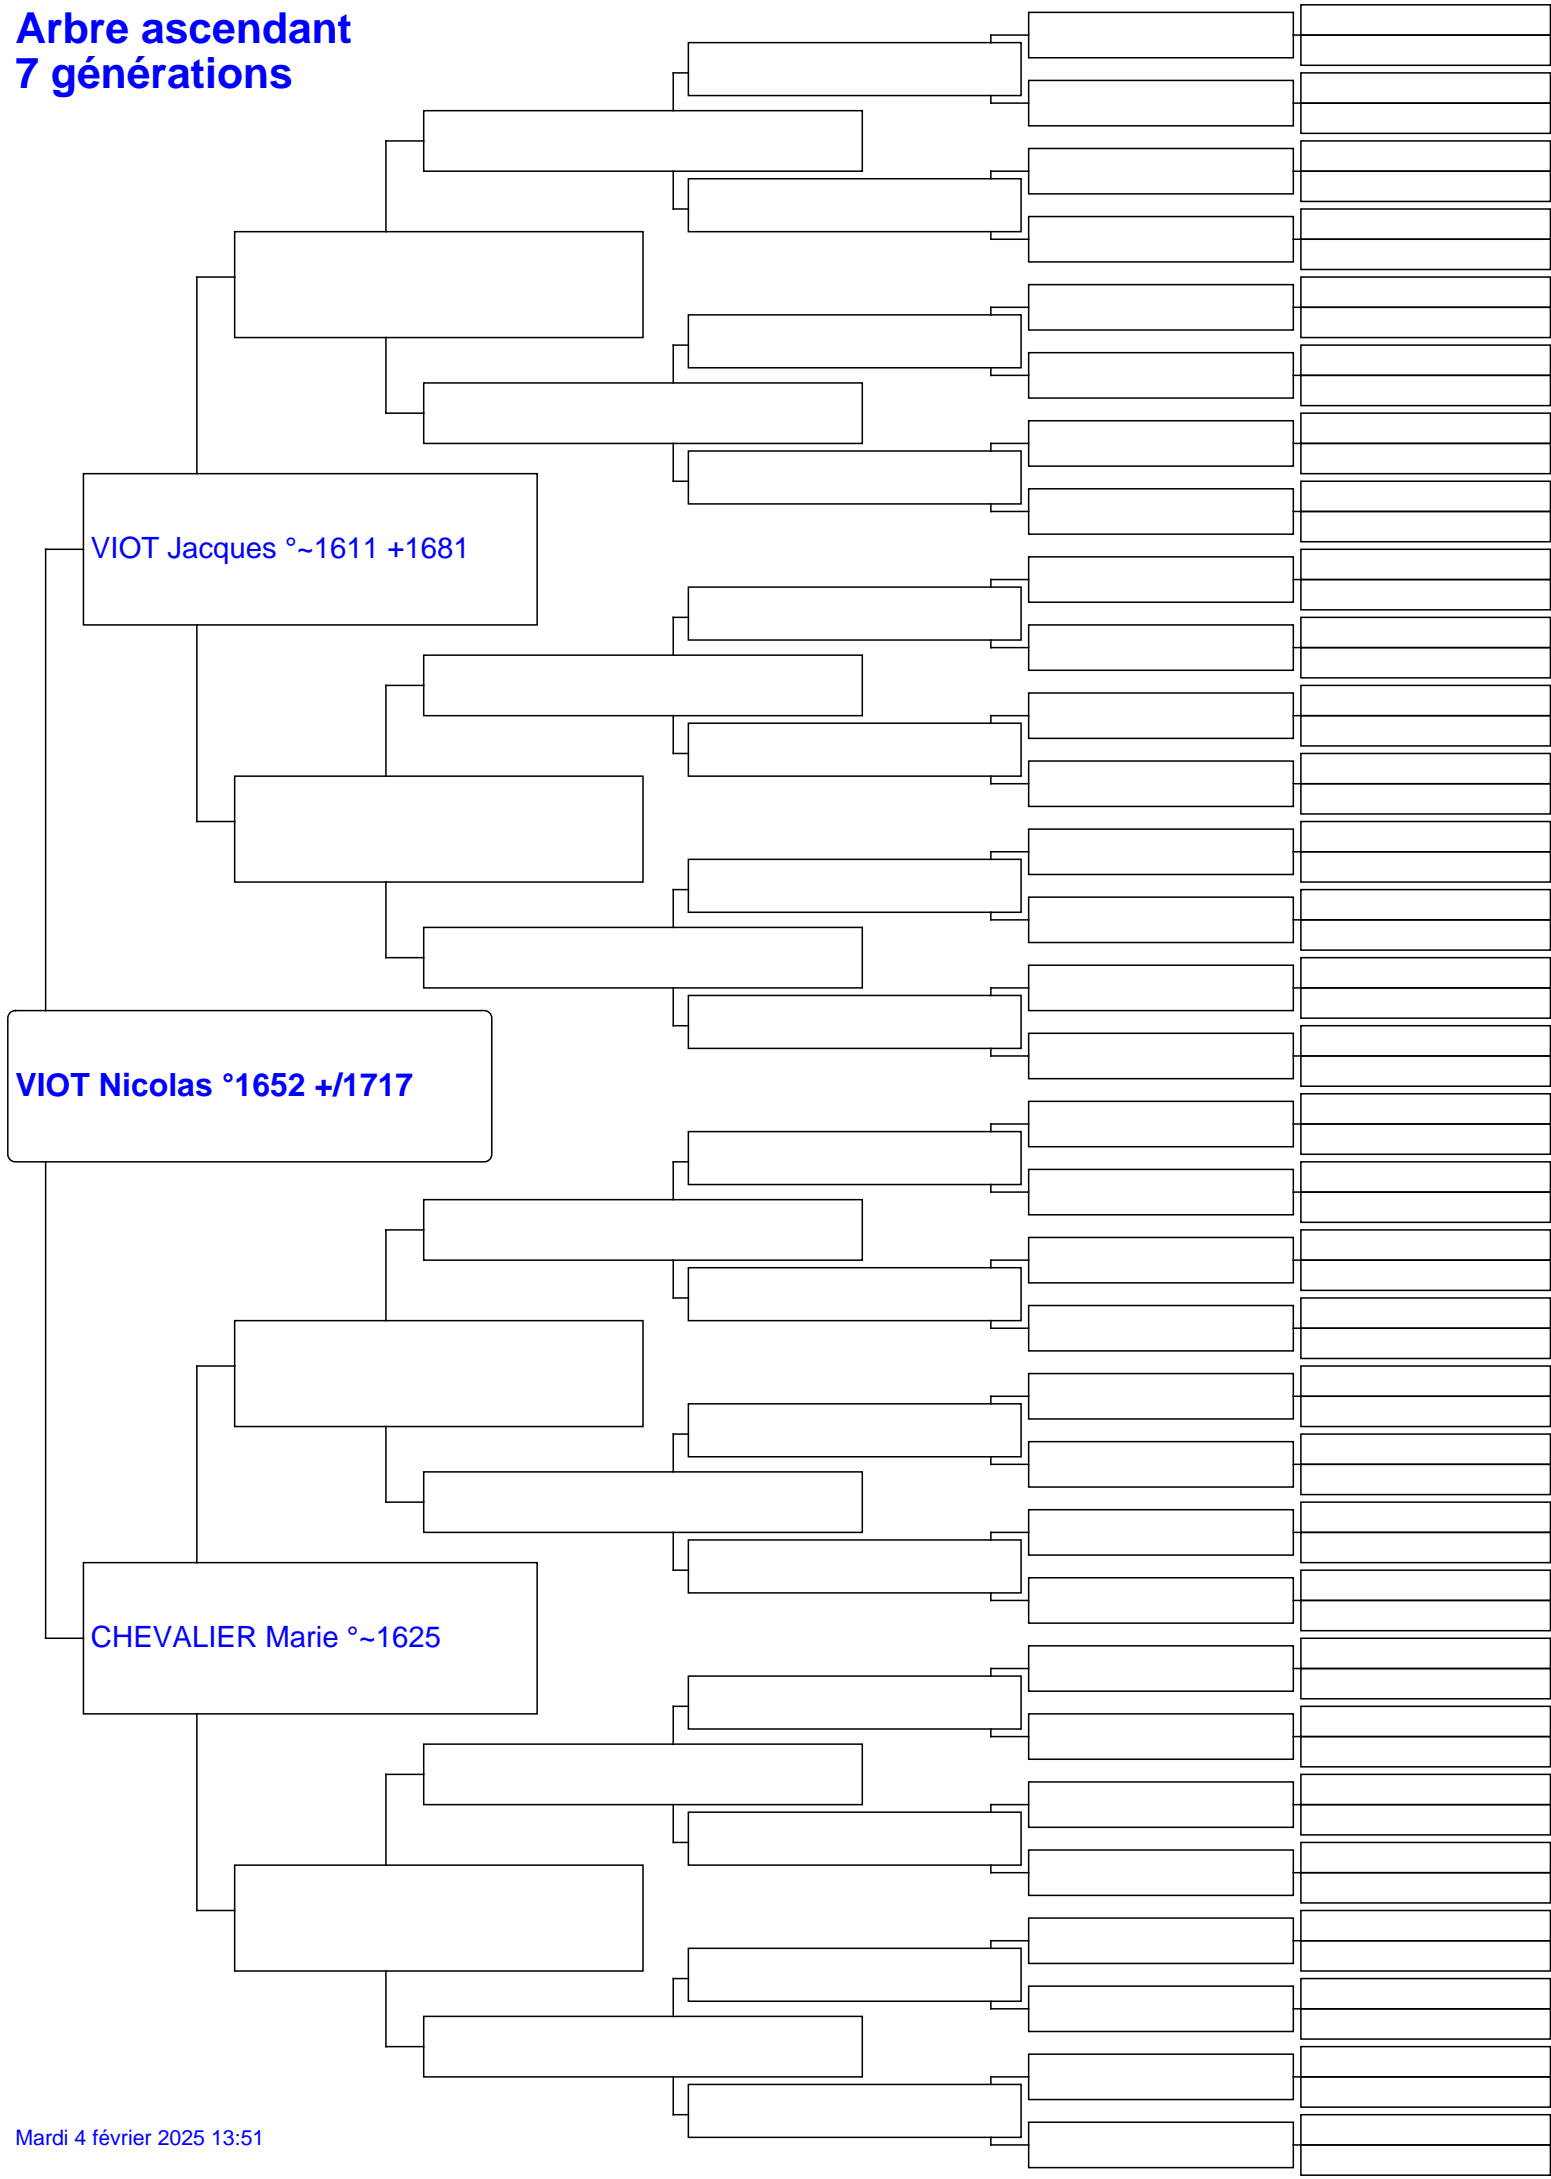 Arbre ascendant
7 générations
VIOT Jacques °~1611 +1681
VIOT Nicolas °1652 +/1717
CHEVALIER Marie °~1625
Mardi 4 février 2025 13:51